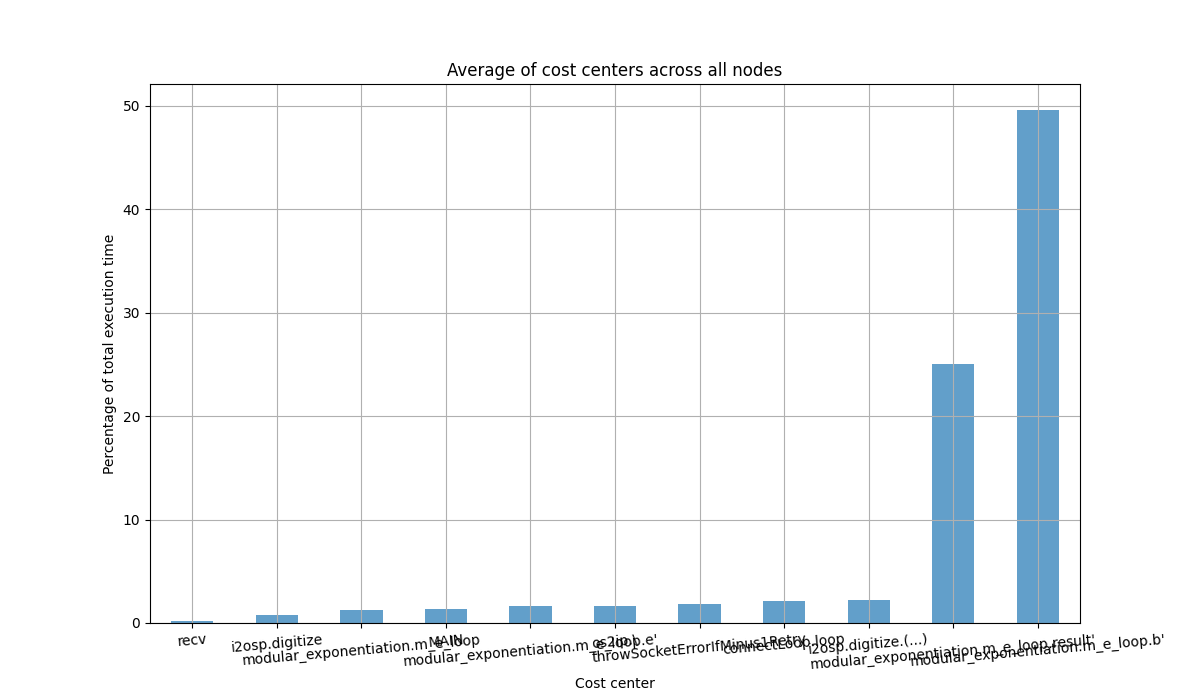 Average of cost centers across all nodes
Percentage of total execution time
50
40
30
20
10
0
recv
i2osp.digitize
modular_exponentiation.m_e_loop
MAIN
modular_exponentiation.m_e_loop.b.e'
os2ip
throwSocketErrorIfMinus1Retry
connectLoop.loop
i2osp.digitize.(...)
modular_exponentiation.m_e_loop.result'
modular_exponentiation.m_e_loop.b'
Cost center